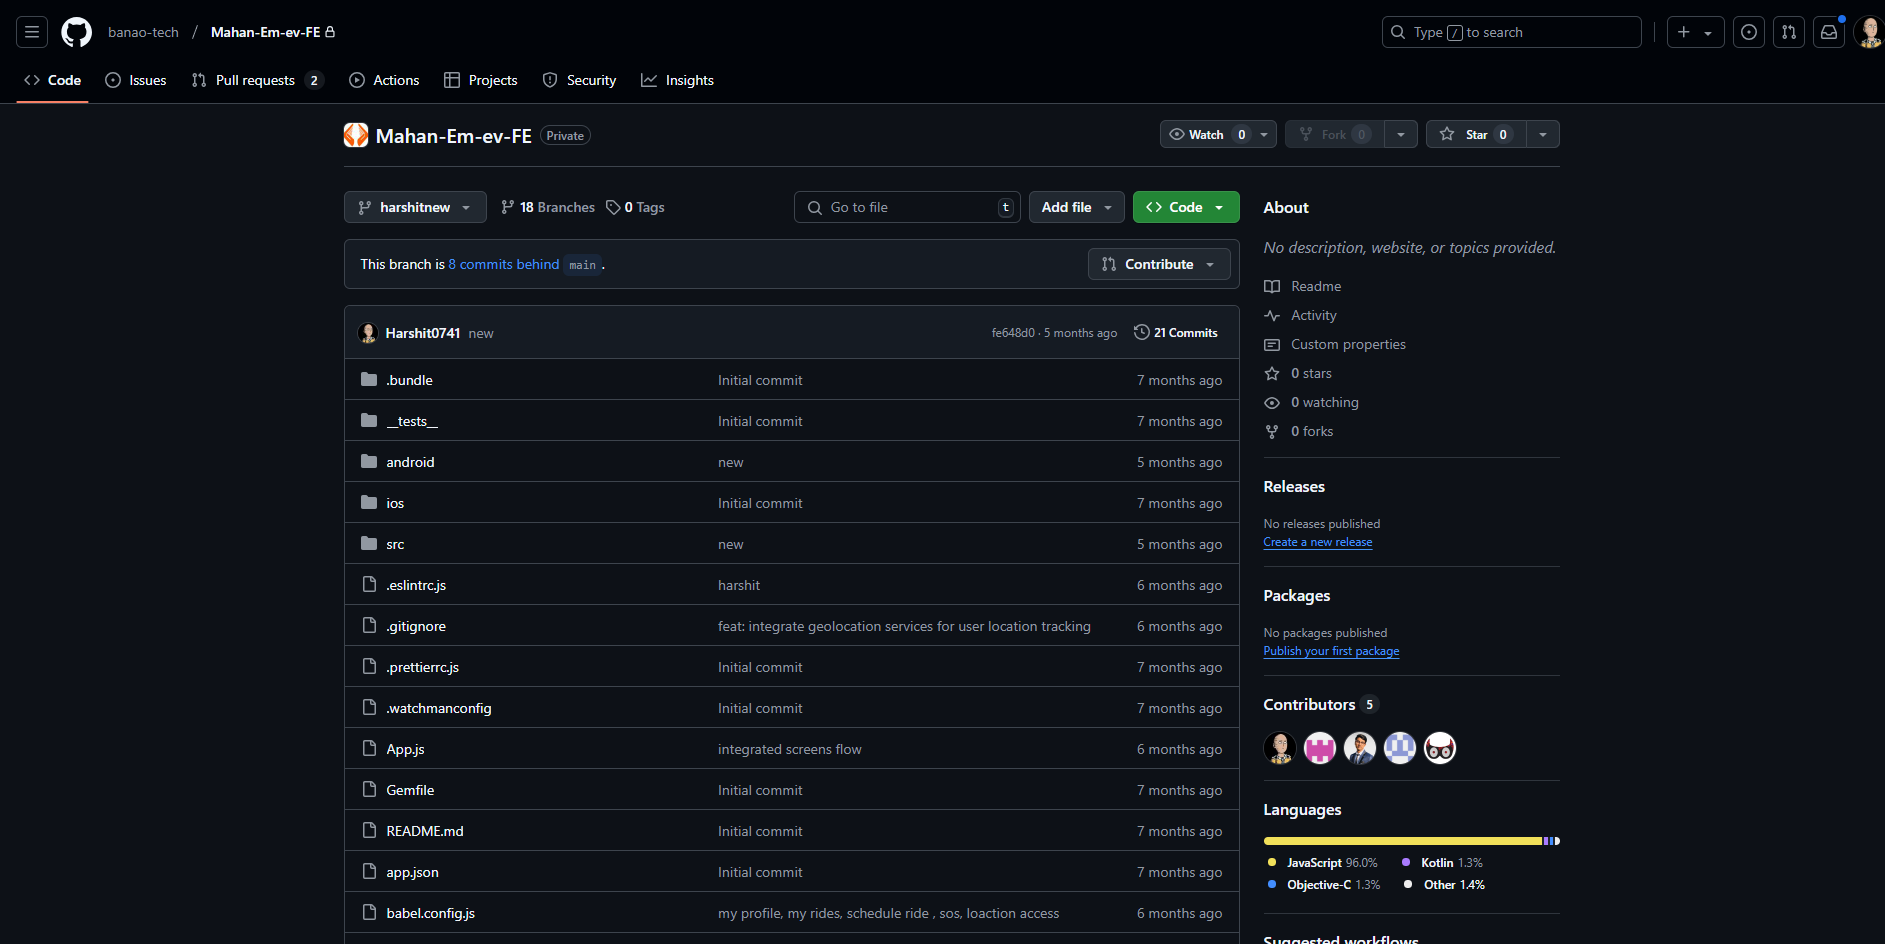 banao-tech / Mahan-Em-ev-FE
Type / to search
Code Issues Pull requests 2 Actions Projects Security Insights
Mahan-Em-ev-FE Private
Watch 0 Fork 0 Star 0
harshitnew 18 Branches 0 Tags
Go to file t Add file Code
This branch is 8 commits behind main .
Contribute
Harshit0741 new fe648d0 · 5 months ago 21 Commits
.bundle Initial commit 7 months ago
__tests__ Initial commit 7 months ago
android new 5 months ago
ios Initial commit 7 months ago
src new 5 months ago
.eslintrc.js harshit 6 months ago
.gitignore feat: integrate geolocation services for user location tracking 6 months ago
.prettierrc.js Initial commit 7 months ago
.watchmanconfig Initial commit 7 months ago
App.js integrated screens flow 6 months ago
Gemfile Initial commit 7 months ago
README.md Initial commit 7 months ago
app.json Initial commit 7 months ago
babel.config.js my profile, my rides, schedule ride , sos, loaction access 6 months ago
About
No description, website, or topics provided.
Readme
Activity
Custom properties
0 stars
0 watching
0 forks
Releases
No releases published
Create a new release
Packages
No packages published
Publish your first package
Contributors 5
Languages
JavaScript 96.0% Kotlin 1.3%
Objective-C 1.3% Other 1.4%
Suggested workflows